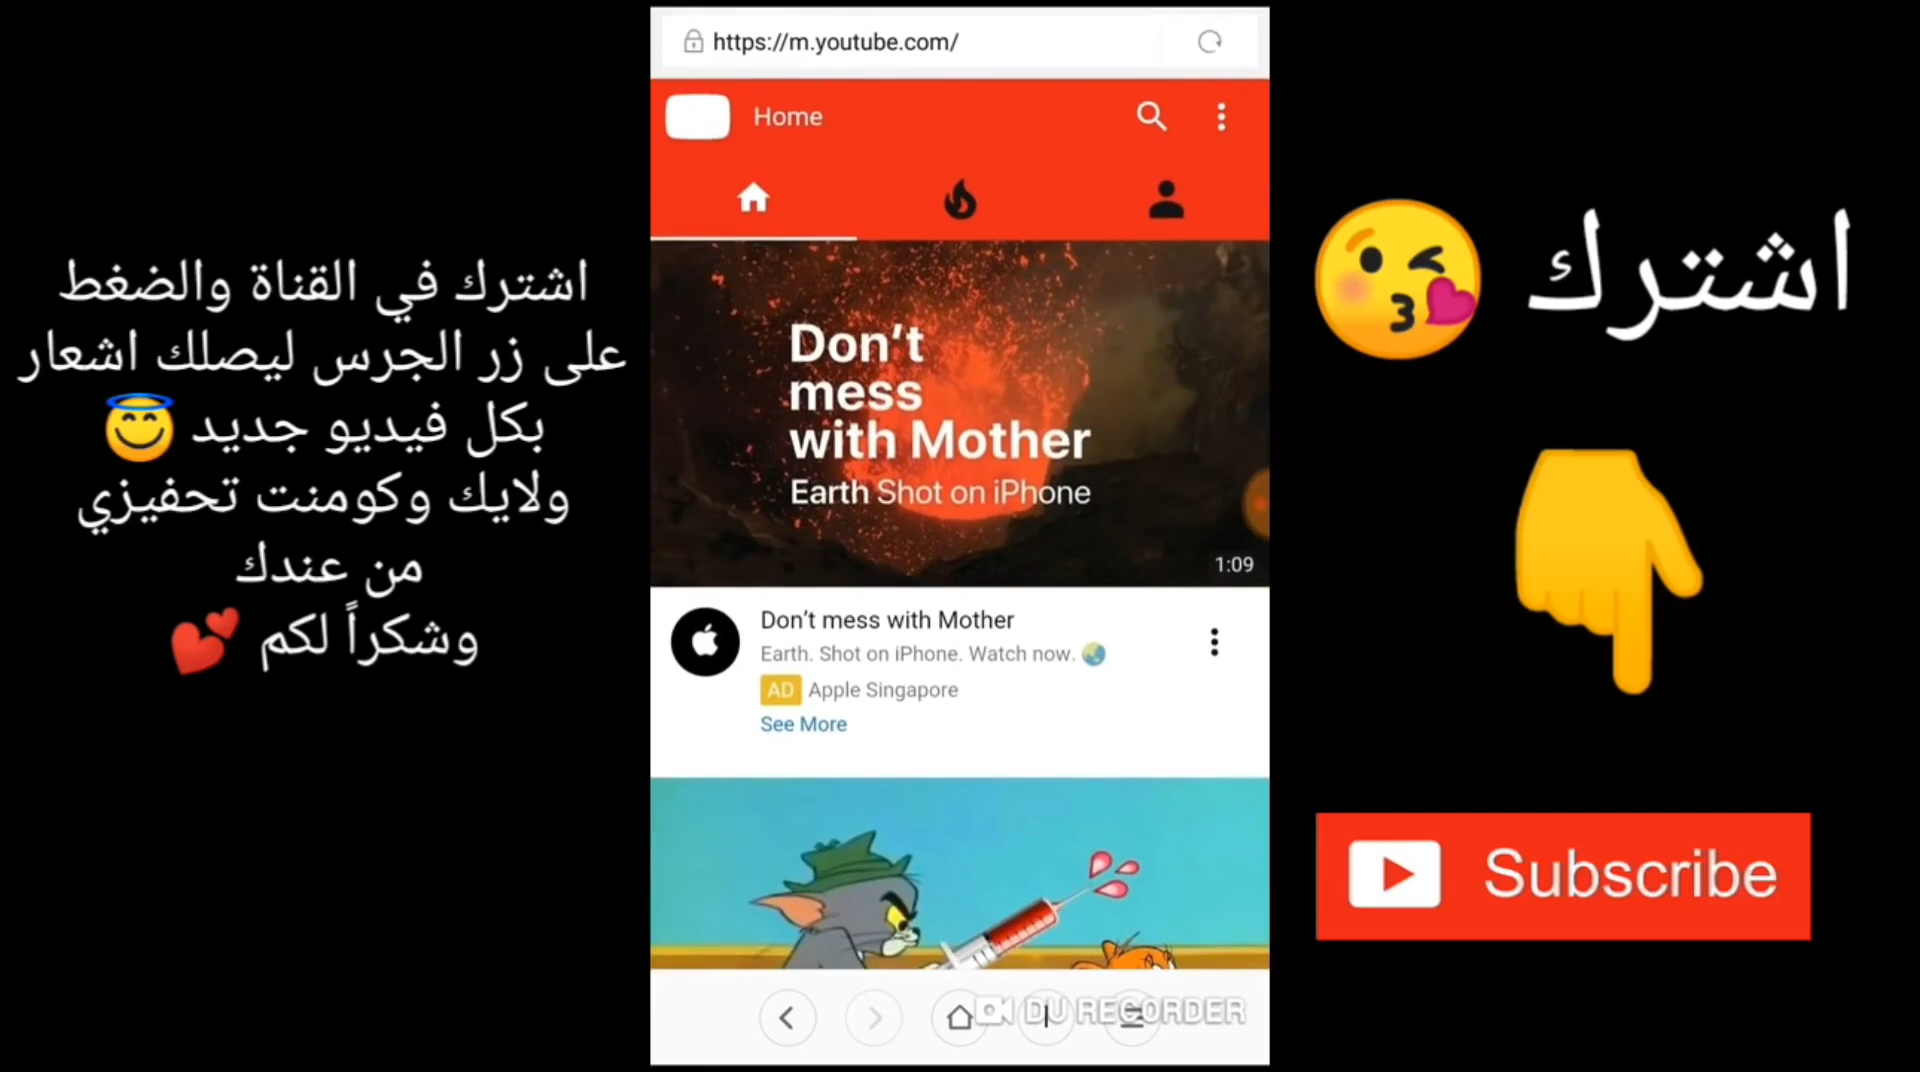 اشترك في القناة والضغط
على زر الجرس ليصلك اشعار
بكل فيديو جديد 😇
ولايك وكومنت تحفيزي
من عندك
وشكراً لكم 💕
https://m.youtube.com/
Home
Don’t
mess
with Mother
Earth Shot on iPhone
1:09
Don’t mess with Mother
Earth. Shot on iPhone. Watch now. 🌏
AD Apple Singapore
See More
DU RECORDER
اشترك 😘
Subscribe